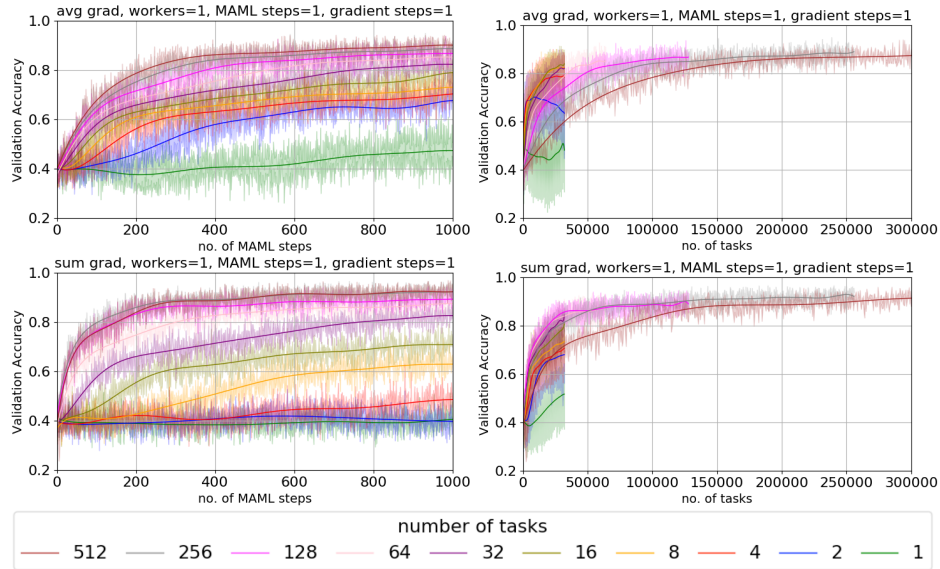 avg grad, workers=1, MAML steps=1, gradient steps=1
Validation Accuracy
1.0
0.8
0.6
0.4
0.2
0 200 400 600 800 1000
no. of MAML steps
avg grad, workers=1, MAML steps=1, gradient steps=1
Validation Accuracy
1.0
0.8
0.6
0.4
0.2
0 50000 100000 150000 200000 250000 300000
no. of tasks
sum grad, workers=1, MAML steps=1, gradient steps=1
Validation Accuracy
1.0
0.8
0.6
0.4
0.2
0 200 400 600 800 1000
no. of MAML steps
sum grad, workers=1, MAML steps=1, gradient steps=1
Validation Accuracy
1.0
0.8
0.6
0.4
0.2
0 50000 100000 150000 200000 250000 300000
no. of tasks
number of tasks
512 256 128 64 32 16 8 4 2 1